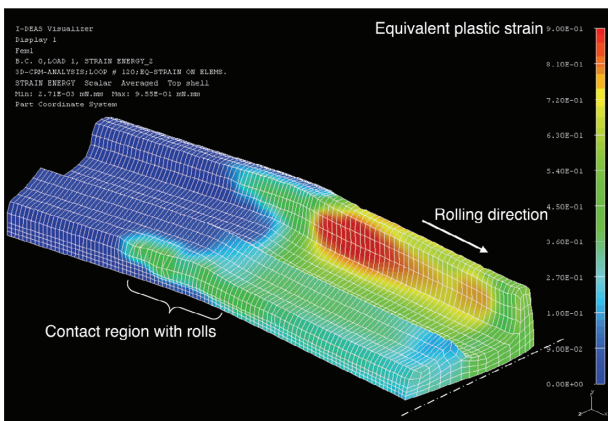 I-DEAS Visualizer
Display 1
Fem1
B.C. 0,LOAD 1, STRAIN ENERGY_2
3D-CRM-ANALYSIS;LOOP # 120;EQ-STRAIN ON ELEMS.
STRAIN ENERGY Scalar Averaged Top shell
Min: 2.71E-03 mN.mm Max: 9.55E-01 mN.mm
Part Coordinate System
Equivalent plastic strain
9.00E-01
8.10E-01
7.20E-01
6.30E-01
5.40E-01
4.50E-01
3.60E-01
2.70E-01
1.00E-01
9.00E-02
0.00E+00
Rolling direction
Contact region with rolls